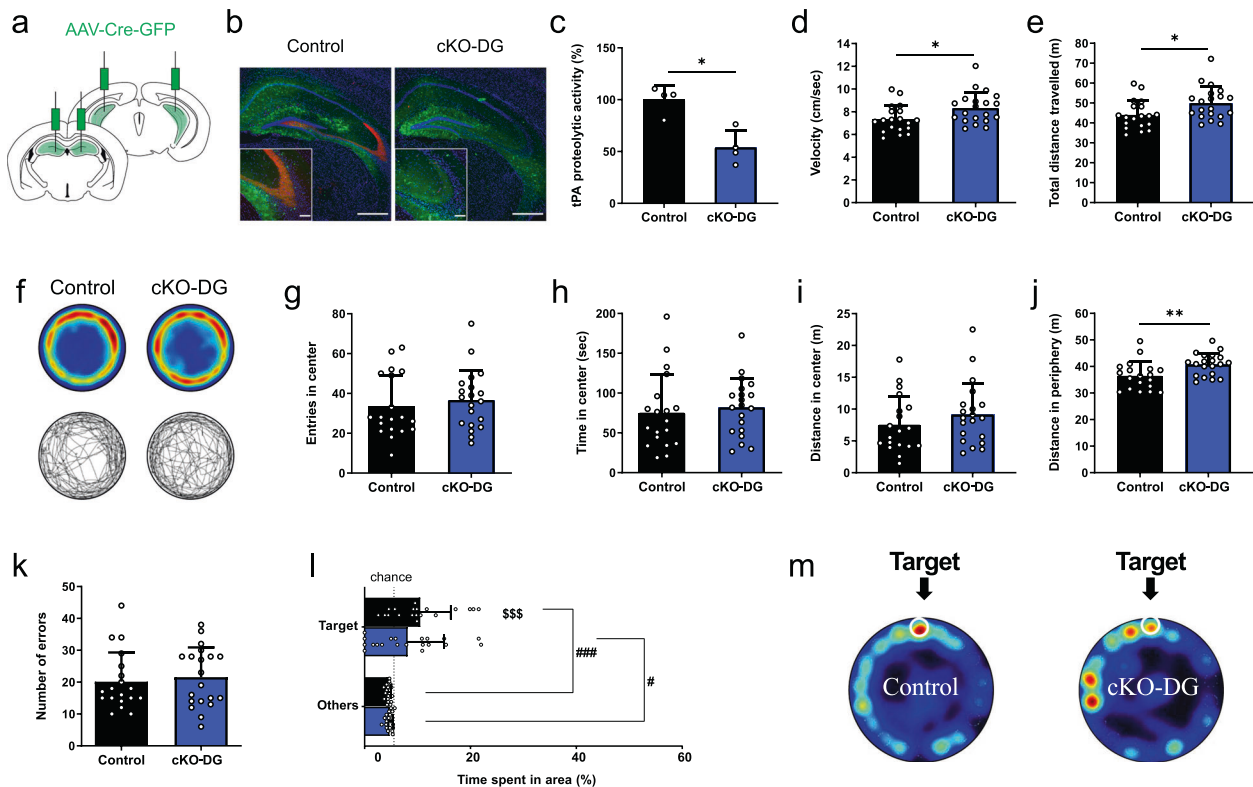 a
AAV-Cre-GFP
b
Control
cKO-DG
c
tPA proteolytic activity (%)
150
100
50
0
*
Control
cKO-DG
d
Velocity (cm/sec)
14
12
10
8
6
4
2
0
*
Control
cKO-DG
e
Total distance travelled (m)
80
70
60
50
40
30
20
10
0
*
Control
cKO-DG
f
Control
cKO-DG
g
Entries in center
80
60
40
20
0
Control
cKO-DG
h
Time in center (sec)
200
150
100
50
0
Control
cKO-DG
i
Distance in center (m)
25
20
15
10
5
0
Control
cKO-DG
j
Distance in periphery (m)
60
50
40
30
20
10
0
**
Control
cKO-DG
k
Number of errors
50
40
30
20
10
0
Control
cKO-DG
l
chance
Target
Others
$$$
###
#
0
20
40
60
Time spent in area (%)
m
Target
Control
Target
cKO-DG